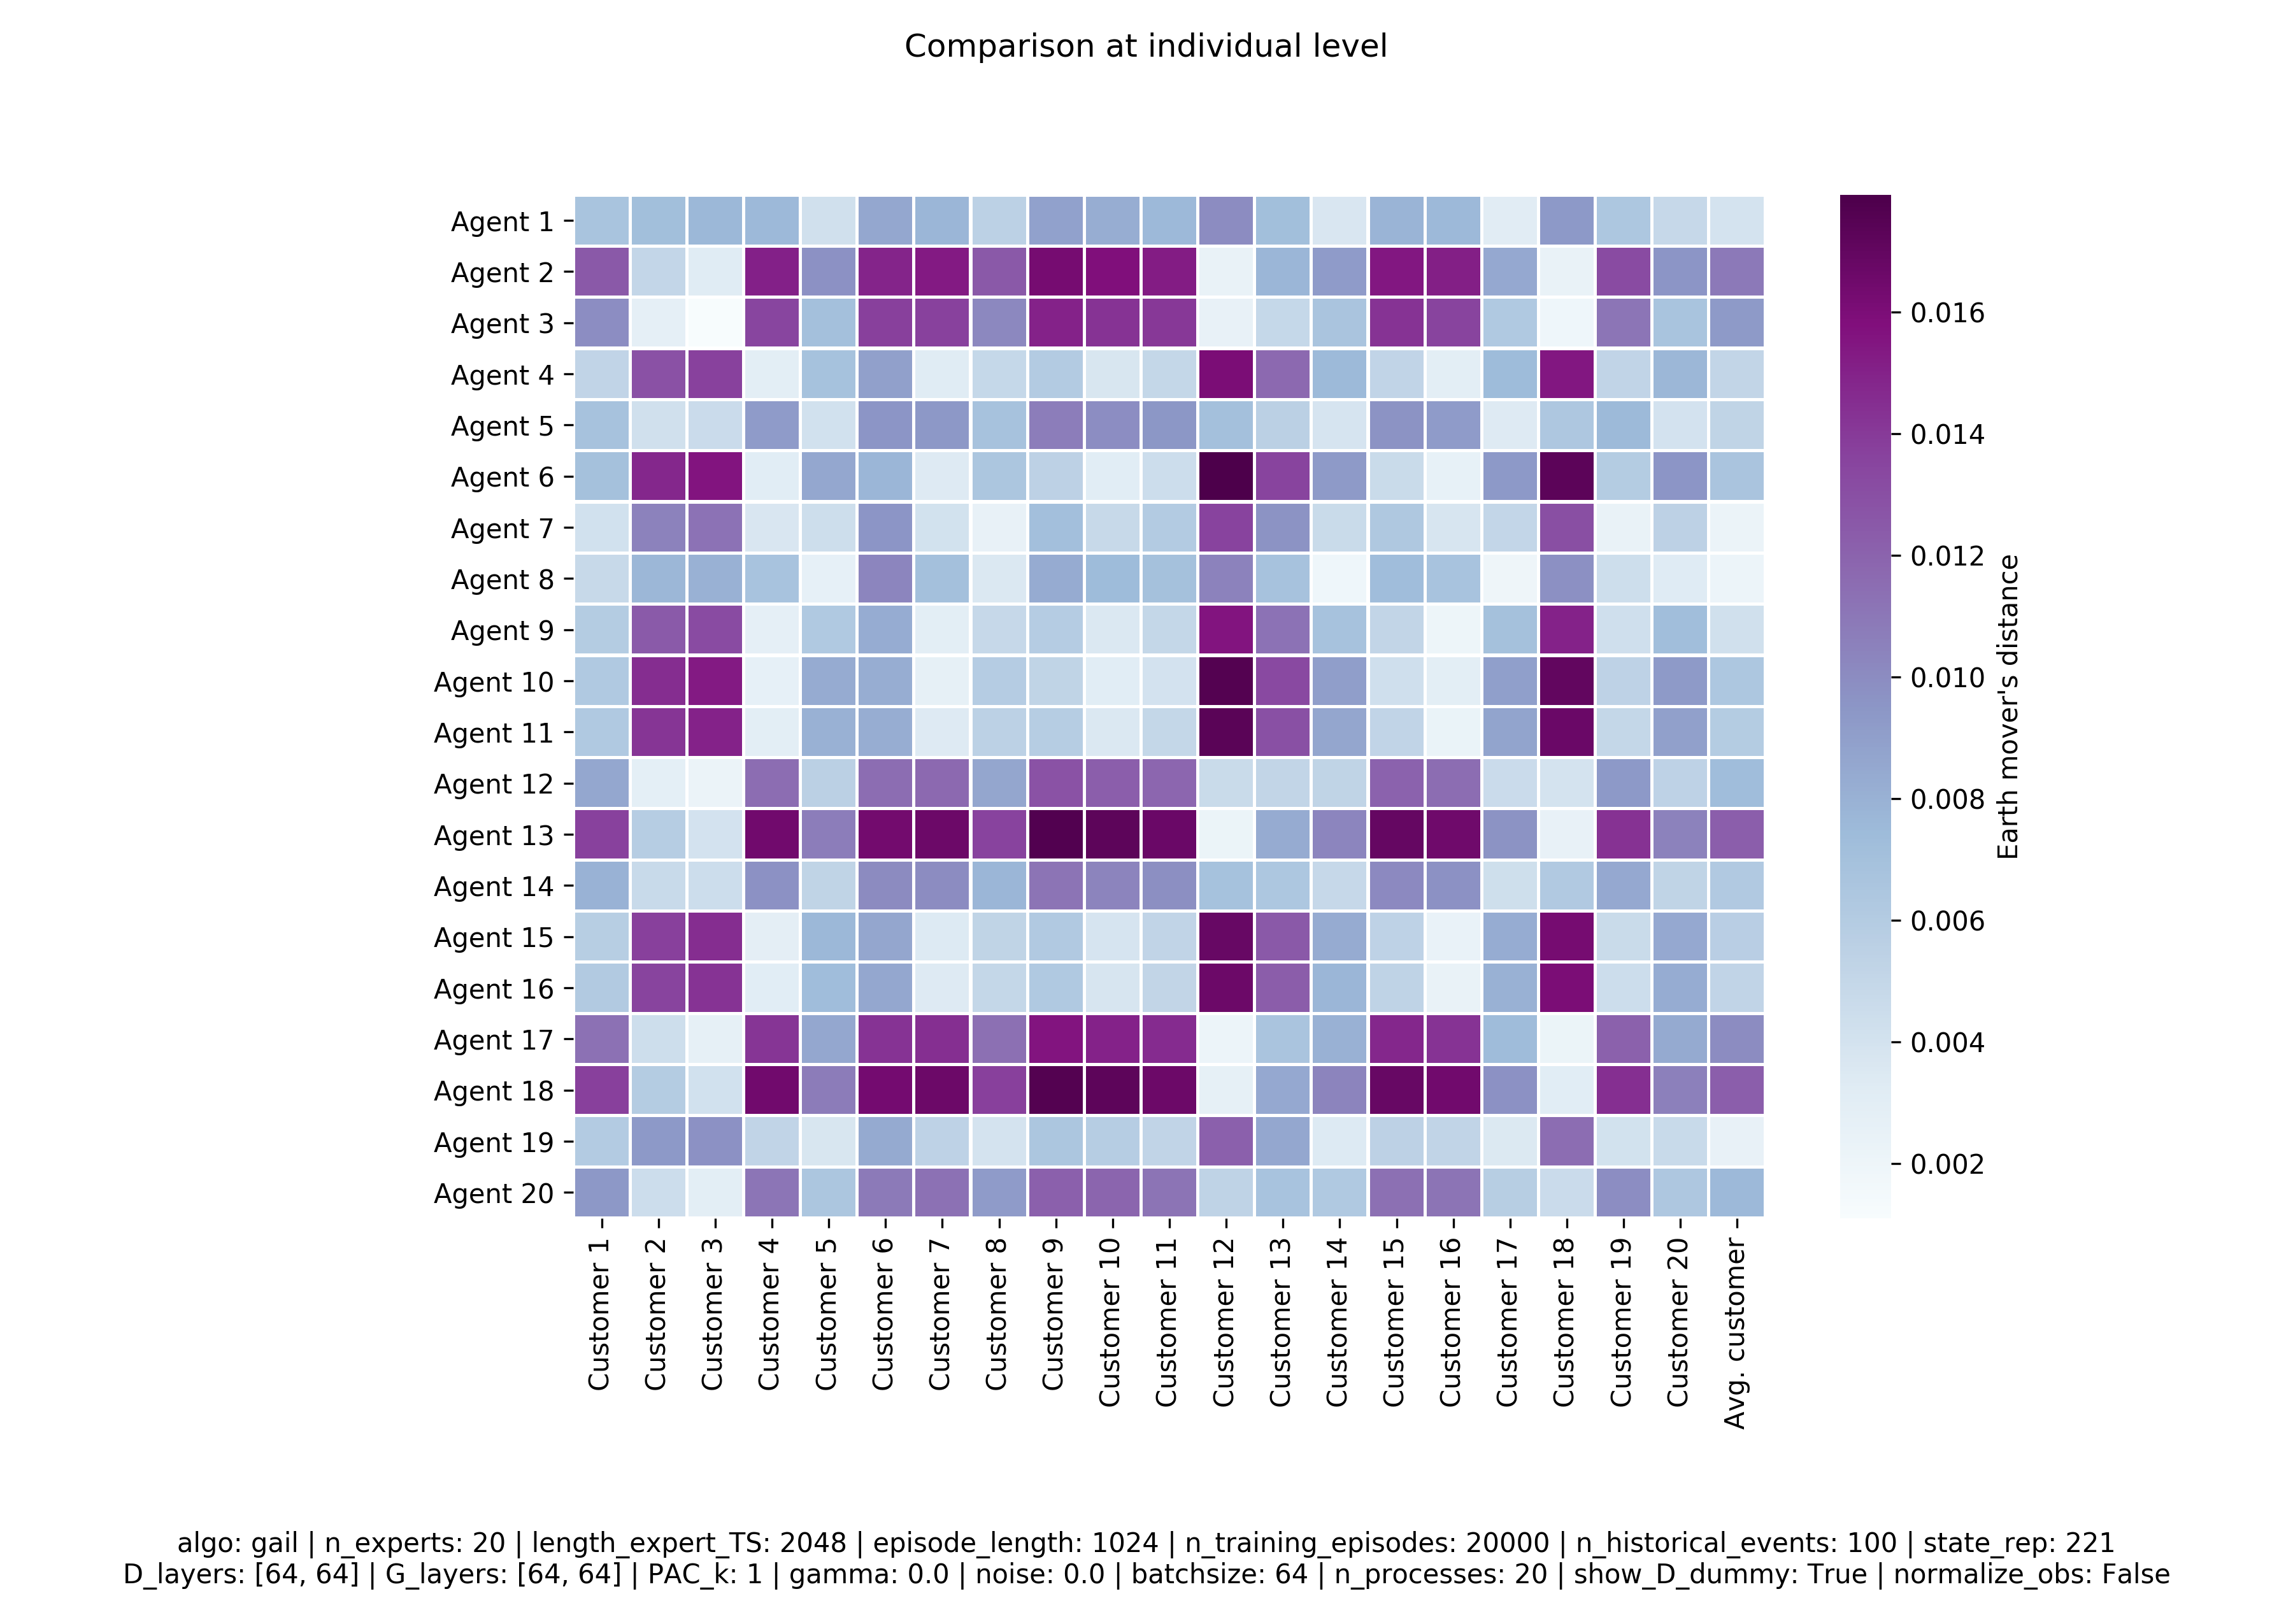 Comparison at individual level
Agent 1
Agent 2
Agent 3
Agent 4
Agent 5
Agent 6
Agent 7
Agent 8
Agent 9
Agent 10
Agent 11
Agent 12
Agent 13
Agent 14
Agent 15
Agent 16
Agent 17
Agent 18
Agent 19
Agent 20
Customer 1
Customer 2
Customer 3
Customer 4
Customer 5
Customer 6
Customer 7
Customer 8
Customer 9
Customer 10
Customer 11
Customer 12
Customer 13
Customer 14
Customer 15
Customer 16
Customer 17
Customer 18
Customer 19
Customer 20
Avg. customer
0.016
0.014
0.012
0.010
0.008
0.006
0.004
0.002
Earth mover's distance
algo: gail | n_experts: 20 | length_expert_TS: 2048 | episode_length: 1024 | n_training_episodes: 20000 | n_historical_events: 100 | state_rep: 221
D_layers: [64, 64] | G_layers: [64, 64] | PAC_k: 1 | gamma: 0.0 | noise: 0.0 | batchsize: 64 | n_processes: 20 | show_D_dummy: True | normalize_obs: False